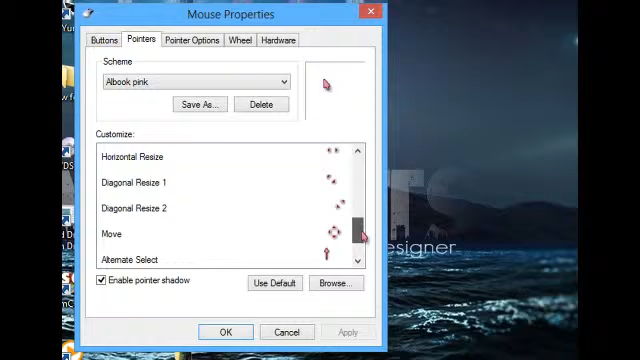 Mouse Properties
Buttons Pointers Pointer Options Wheel Hardware
Scheme
Albook pink
Save As... Delete
Customize:
Horizontal Resize
Diagonal Resize 1
Diagonal Resize 2
Move
Alternate Select
Enable pointer shadow
Use Default Browse...
OK Cancel Apply
esigner